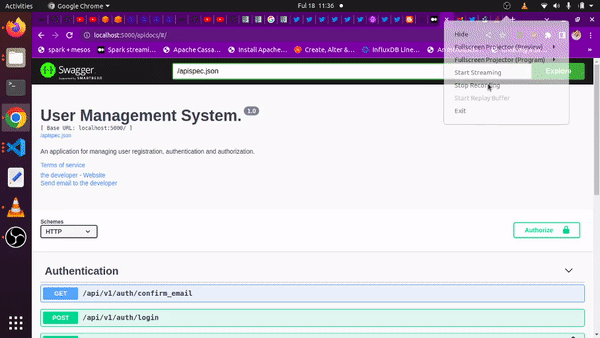 Activities
Google Chrome
Ful 18 11:36
localhost:5000/apidocs/#/
spark + mesos
Spark streami...
Apache Cassa...
Install Apache...
Create, Alter &...
InfluxDB Line...
Hide
Fullscreen Projector (Preview)
Fullscreen Projector (Program)
Start Streaming
Stop Recording
Start Replay Buffer
Exit
Swagger
Supported by SMARTBEAR
/apispec.json
Explore
User Management System. 1.0
[ Base URL: localhost:5000/ ]
/apispec.json
An application for managing user registration, authentication and authorization.
Terms of service
the developer - Website
Send email to the developer
Schemes
HTTP
Authorize
Authentication
GET /api/v1/auth/confirm_email
POST /api/v1/auth/login